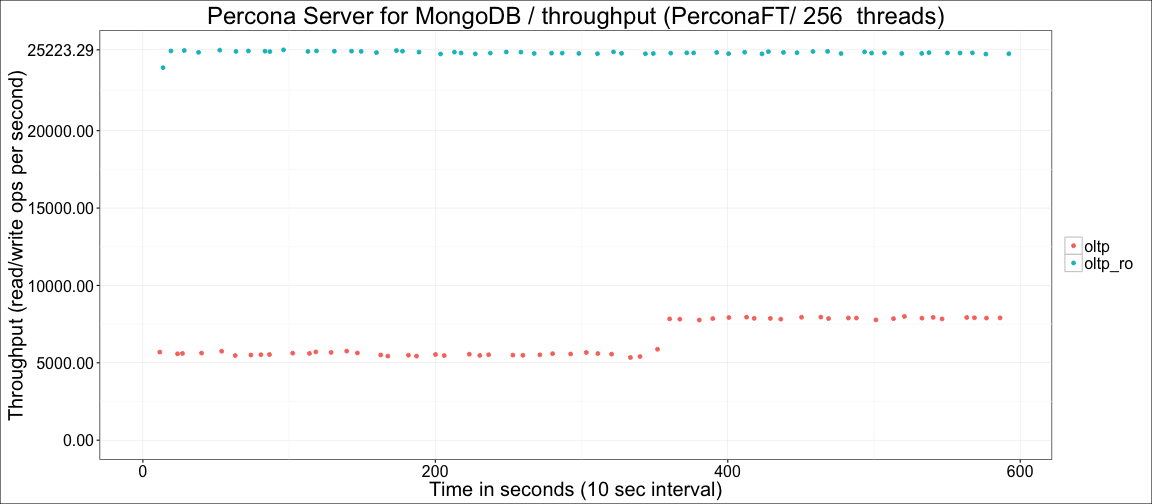 Percona Server for MongoDB / throughput (PerconaFT/ 256  threads)
Throughput (read/write ops per second)
25223.29
20000.00
15000.00
10000.00
5000.00
0.00
0
200
400
600
Time in seconds (10 sec interval)
oltp
oltp_ro